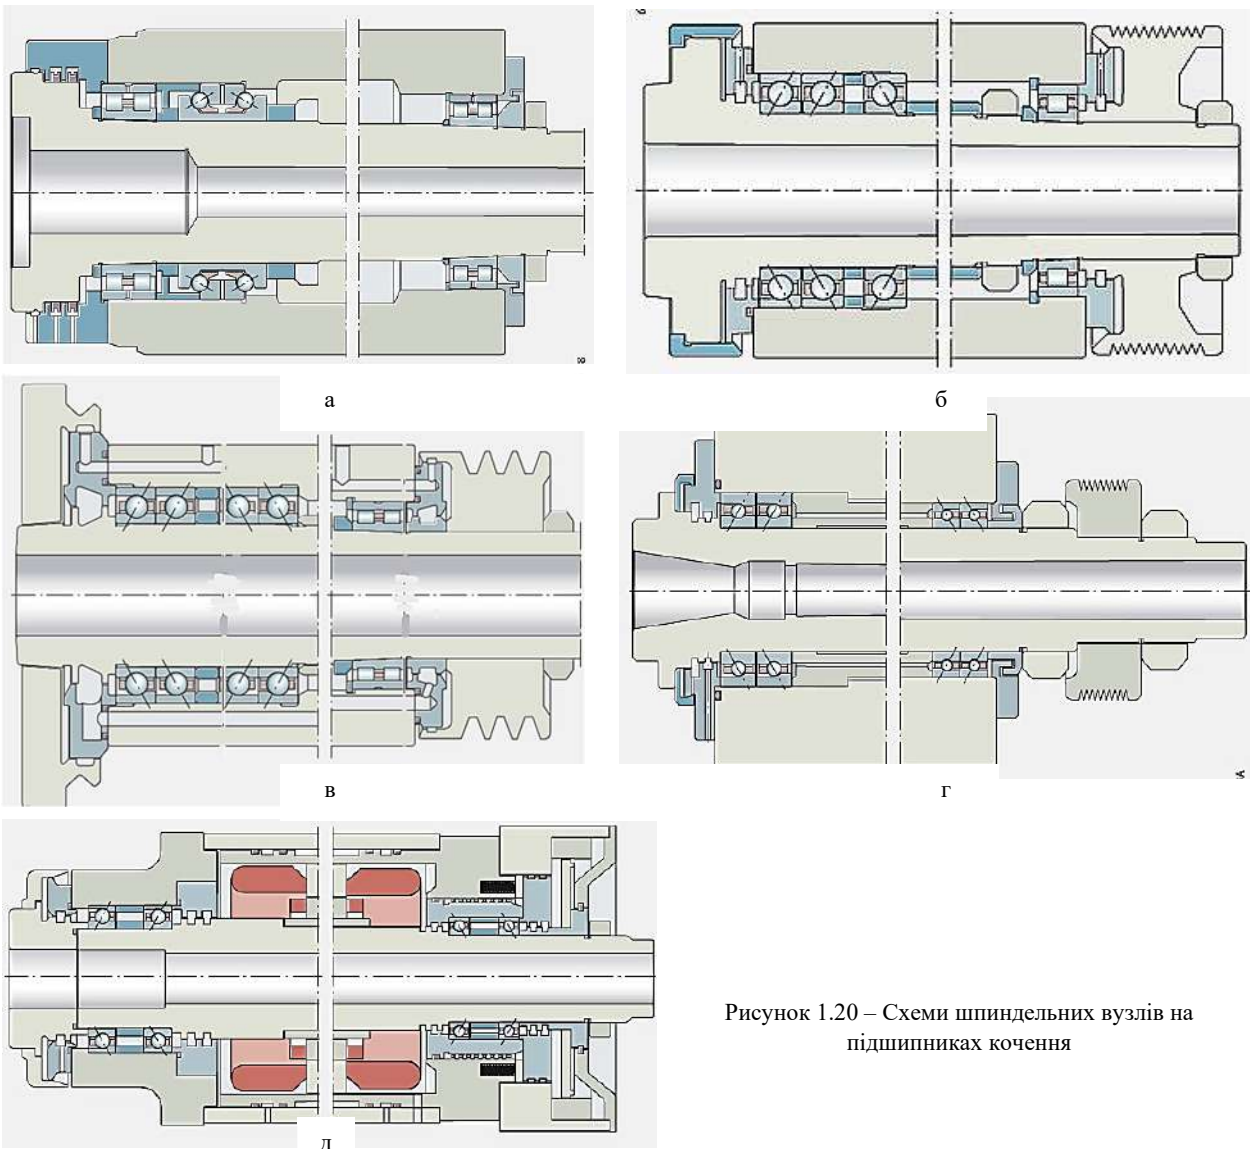 а
б
в
г
д
Рисунок 1.20 – Схеми шпиндельних вузлів на
підшипниках кочення